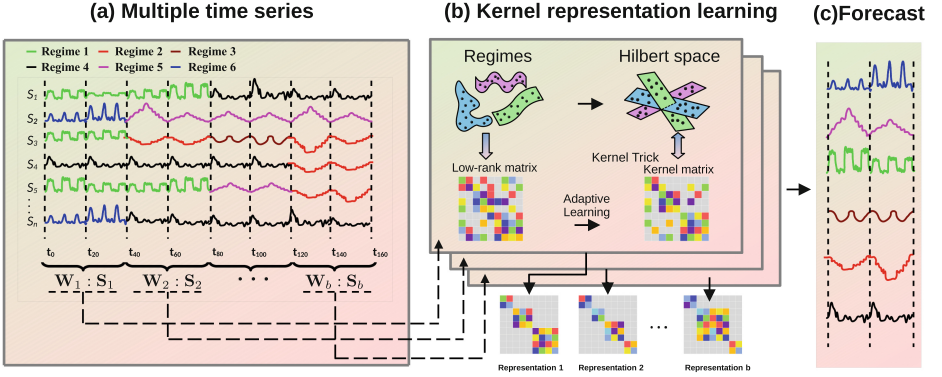 (a) Multiple time series
(b) Kernel representation learning
(c)Forecast
Regime 1 Regime 2 Regime 3
Regime 4 Regime 5 Regime 6
S1
S2
S3
S4
S5
⋮
Sn
t0 t20 t40 t60 t80 t100 t120 t140 t160
W1 : S1 W2 : S2 ··· Wb : Sb
Regimes
Hilbert space
Kernel Trick
Low-rank matrix
Kernel matrix
Adaptive
Learning
...
Representation 1 Representation 2 Representation b